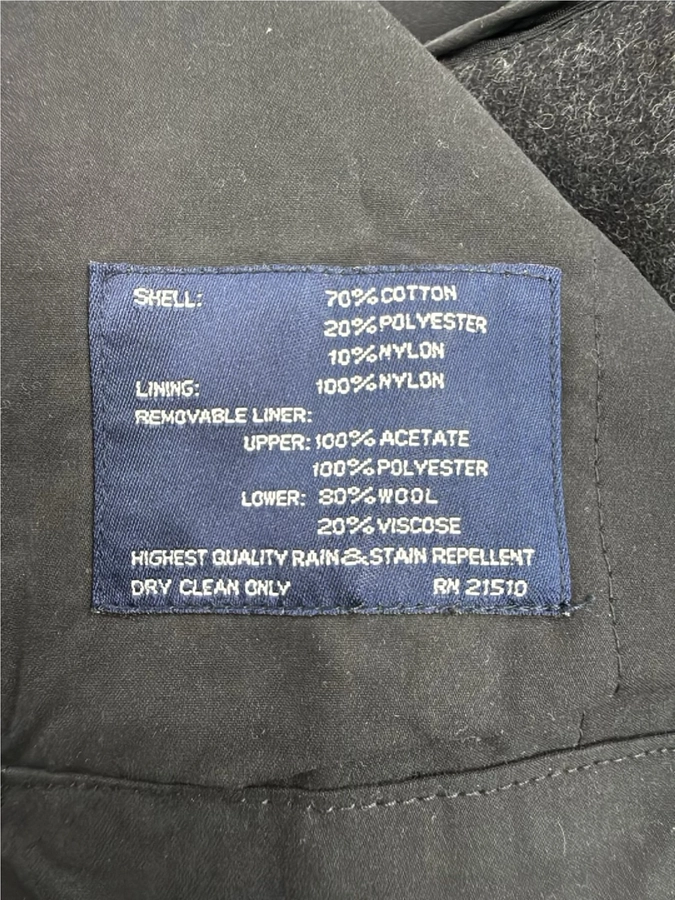 SHELL: 70% COTTON
20% POLYESTER
10% NYLON
LINING: 100% NYLON
REMOVABLE LINER:
UPPER: 100% ACETATE
100% POLYESTER
LOWER: 80% WOOL
20% VISCOSE
HIGHEST QUALITY RAIN & STAIN REPELLENT
DRY CLEAN ONLY RN 21510